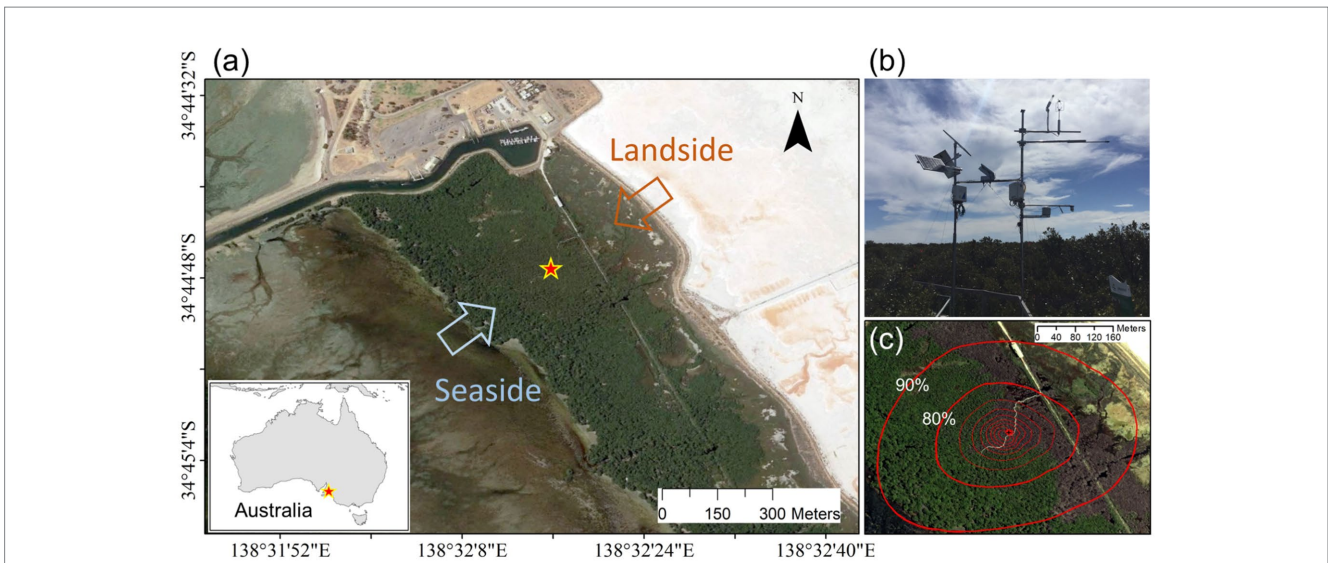 (a)
34°44'32"S
34°44'48"S
34°45'4"S
N
Landside
Seaside
Australia
0 150 300 Meters
138°31'52"E 138°32'8"E 138°32'24"E 138°32'40"E
(b)
(c)
0 40 80 120 160 Meters
90%
80%